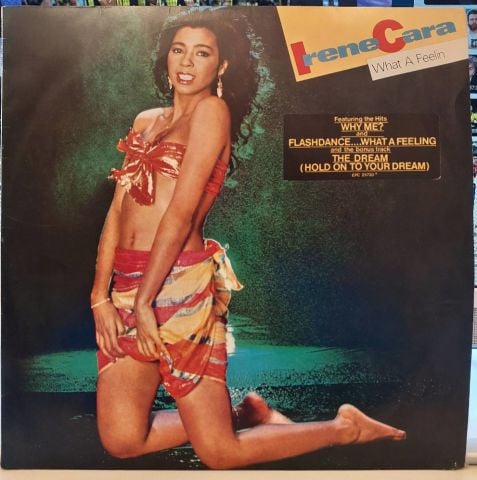 Irene Cara
What A Feelin
Featuring the Hits
WHY ME?
and
FLASHDANCE....WHAT A FEELING
and the bonus track
THE DREAM
(HOLD ON TO YOUR DREAM)